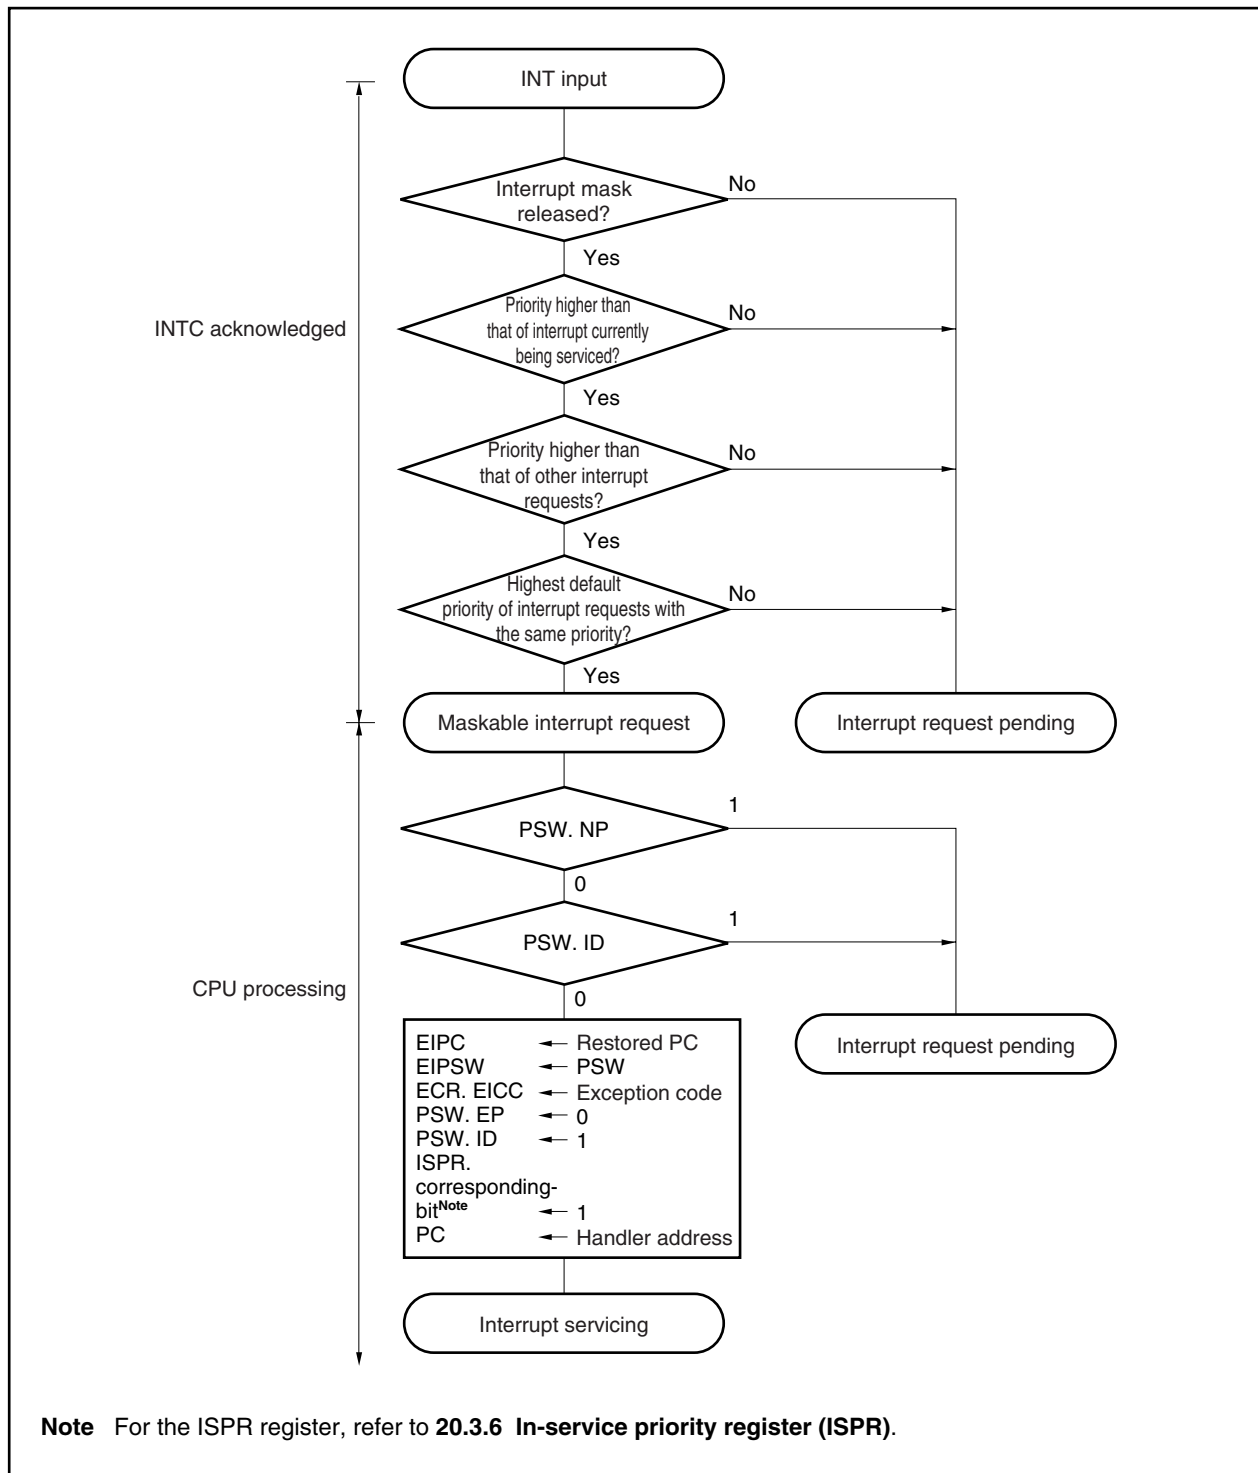 INT input
Interrupt mask
released?
No
Yes
Priority higher than
that of interrupt currently
being serviced?
No
INTC acknowledged
Yes
Priority higher than
that of other interrupt
requests?
No
Yes
Highest default
priority of interrupt requests with
the same priority?
No
Yes
Maskable interrupt request
Interrupt request pending
PSW. NP
1
0
PSW. ID
1
CPU processing
0
EIPC ← Restored PC
EIPSW ← PSW
ECR. EICC ← Exception code
PSW. EP ← 0
PSW. ID ← 1
ISPR.
corresponding-
bitNote ← 1
PC ← Handler address
Interrupt request pending
Interrupt servicing
Note For the ISPR register, refer to 20.3.6 In-service priority register (ISPR).